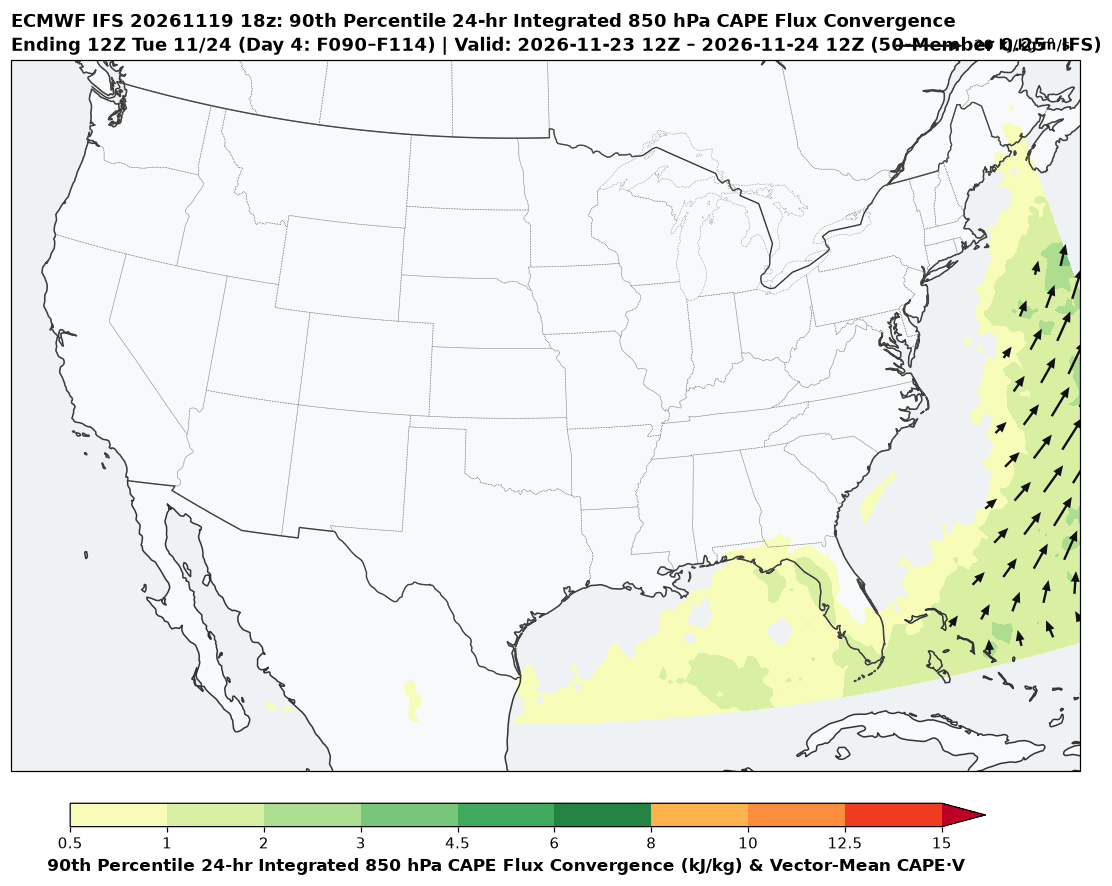 ECMWF IFS 20261119 18z: 90th Percentile 24-hr Integrated 850 hPa CAPE Flux Convergence
Ending 12Z Tue 11/24 (Day 4: F090–F114) | Valid: 2026-11-23 12Z – 2026-11-24 12Z (50-Member 0.25° IFS)
0.5 1 2 3 4.5 6 8 10 12.5 15
90th Percentile 24-hr Integrated 850 hPa CAPE Flux Convergence (kJ/kg) & Vector-Mean CAPE·V